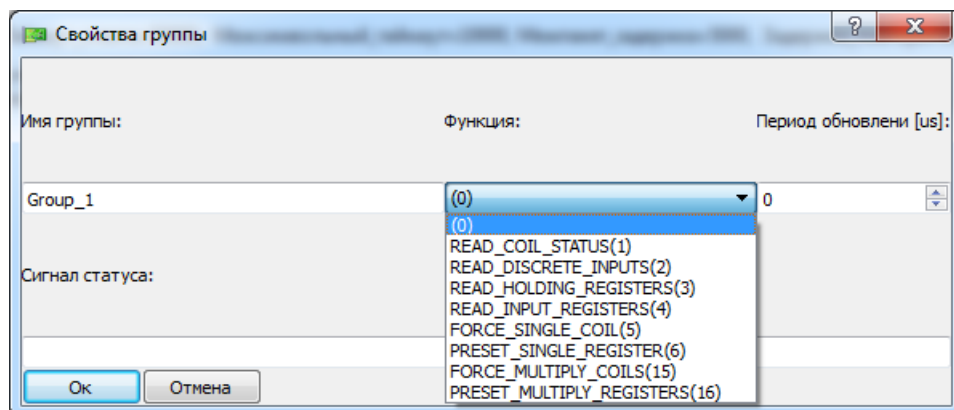 Свойства группы
Имя группы: Функция: Период обновлени [us]:
Group_1 (0) 0
(0)
READ_COIL_STATUS(1)
READ_DISCRETE_INPUTS(2)
Сигнал статуса:
READ_HOLDING_REGISTERS(3)
READ_INPUT_REGISTERS(4)
FORCE_SINGLE_COIL(5)
PRESET_SINGLE_REGISTER(6)
FORCE_MULTIPLY_COILS(15)
PRESET_MULTIPLY_REGISTERS(16)
Ок Отмена